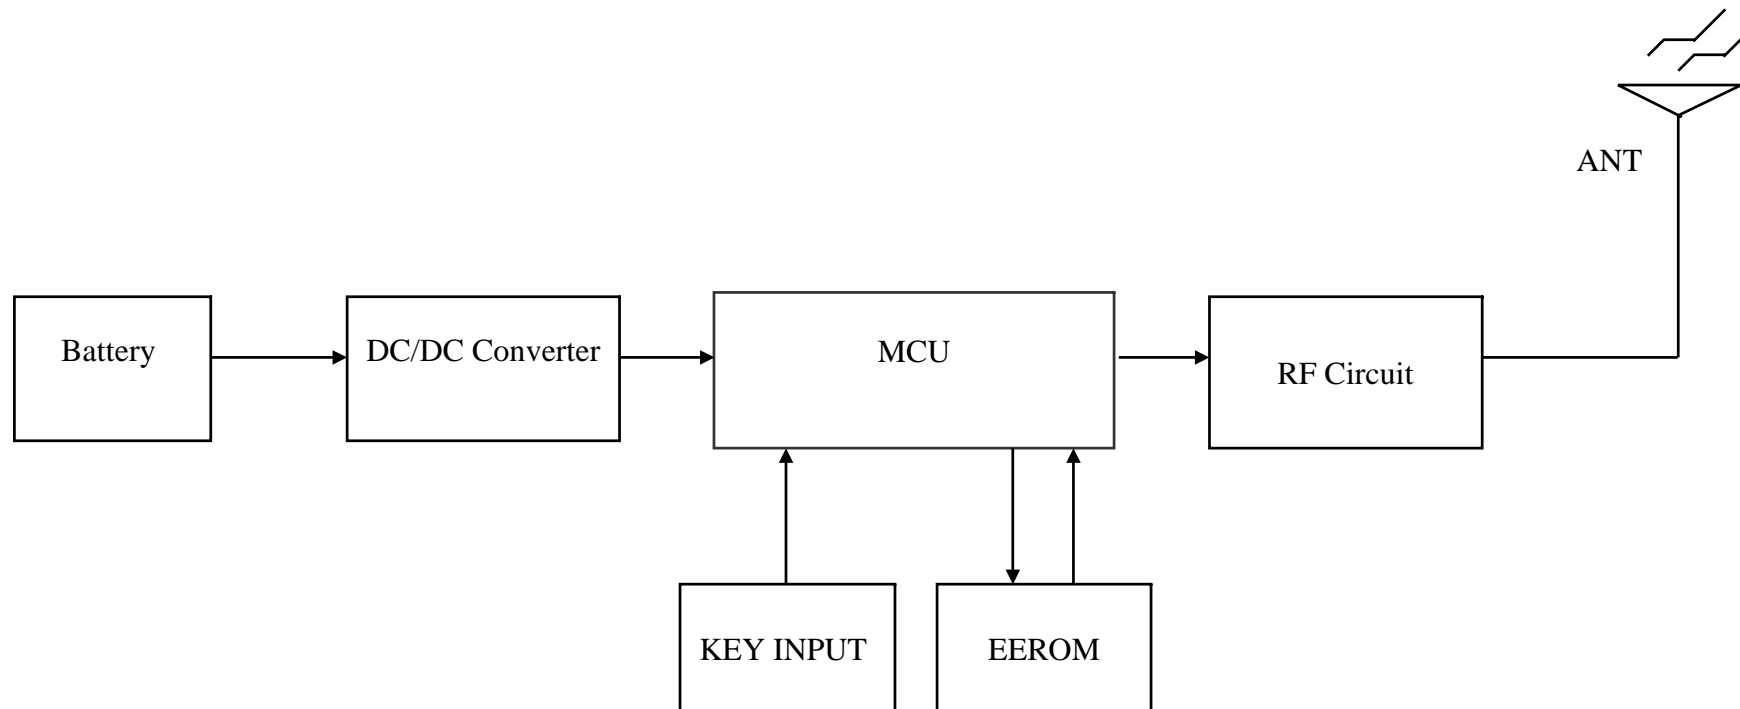 ANT
Battery
DC/DC Converter
MCU
RF Circuit
KEY INPUT
EEROM